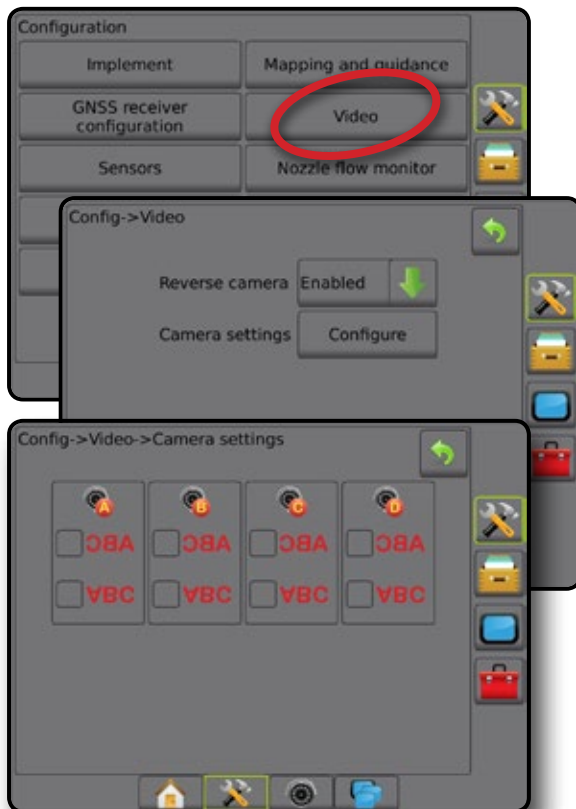 Configuration
Implement
Mapping and guidance
GNSS receiver
configuration
Video
Sensors
Nozzle flow monitor
Config->Video
Reverse camera
Enabled
Camera settings
Configure
Config->Video->Camera settings
A
B
C
D
ABC
ABC
ABC
ABC
ABC
ABC
ABC
ABC